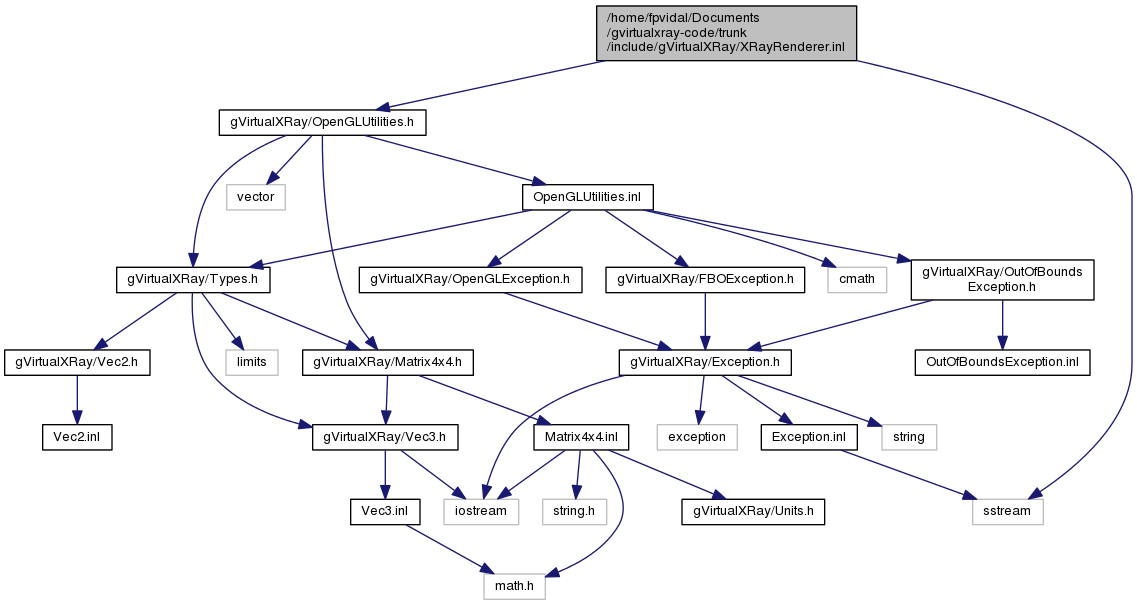 /home/fpvidal/Documents
/gvirtualxray-code/trunk
/include/gVirtualXRay/XRayRenderer.inl
gVirtualXRay/OpenGLUtilities.h
vector
OpenGLUtilities.inl
gVirtualXRay/Types.h
gVirtualXRay/OpenGLException.h
gVirtualXRay/FBOException.h
cmath
gVirtualXRay/OutOfBounds
Exception.h
gVirtualXRay/Vec2.h
limits
gVirtualXRay/Matrix4x4.h
gVirtualXRay/Exception.h
OutOfBoundsException.inl
Vec2.inl
gVirtualXRay/Vec3.h
Matrix4x4.inl
exception
Exception.inl
string
Vec3.inl
iostream
string.h
gVirtualXRay/Units.h
sstream
math.h